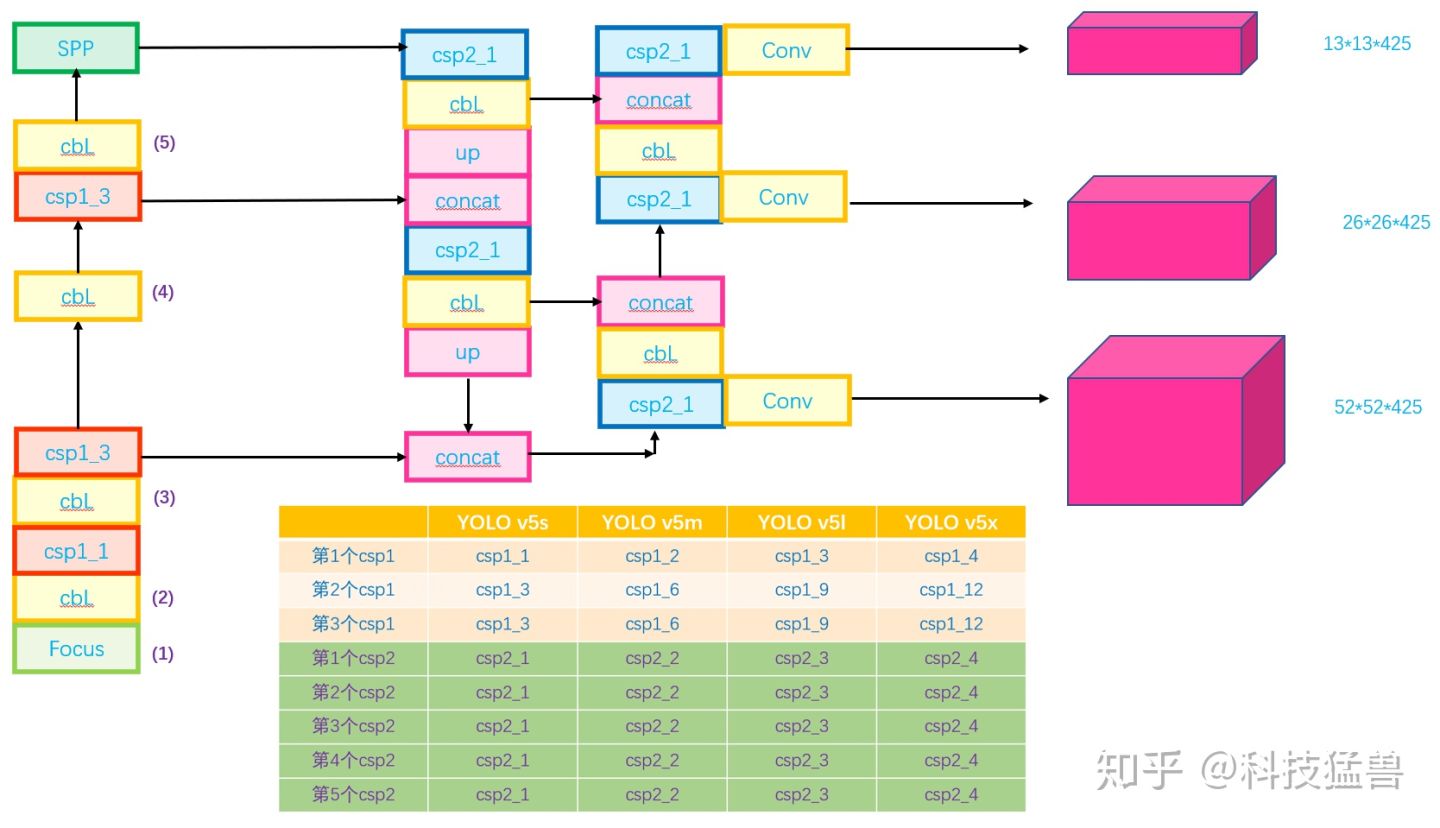 SPP
cbL
(5)
csp1_3
cbL
(4)
csp1_3
cbL
(3)
csp1_1
cbL
(2)
Focus
(1)
csp2_1
cbL
up
concat
csp2_1
cbL
up
concat
csp2_1 Conv
concat
cbL
csp2_1 Conv
concat
cbL
csp2_1 Conv
13*13*425
26*26*425
52*52*425
YOLO v5s YOLO v5m YOLO v5l YOLO v5x
第1个csp1 csp1_1 csp1_2 csp1_3 csp1_4
第2个csp1 csp1_3 csp1_6 csp1_9 csp1_12
第3个csp1 csp1_3 csp1_6 csp1_9 csp1_12
第1个csp2 csp2_1 csp2_2 csp2_3 csp2_4
第2个csp2 csp2_1 csp2_2 csp2_3 csp2_4
第3个csp2 csp2_1 csp2_2 csp2_3 csp2_4
第4个csp2 csp2_1 csp2_2 csp2_3 csp2_4
第5个csp2 csp2_1 csp2_2 csp2_3 csp2_4
知乎 @科技猛兽